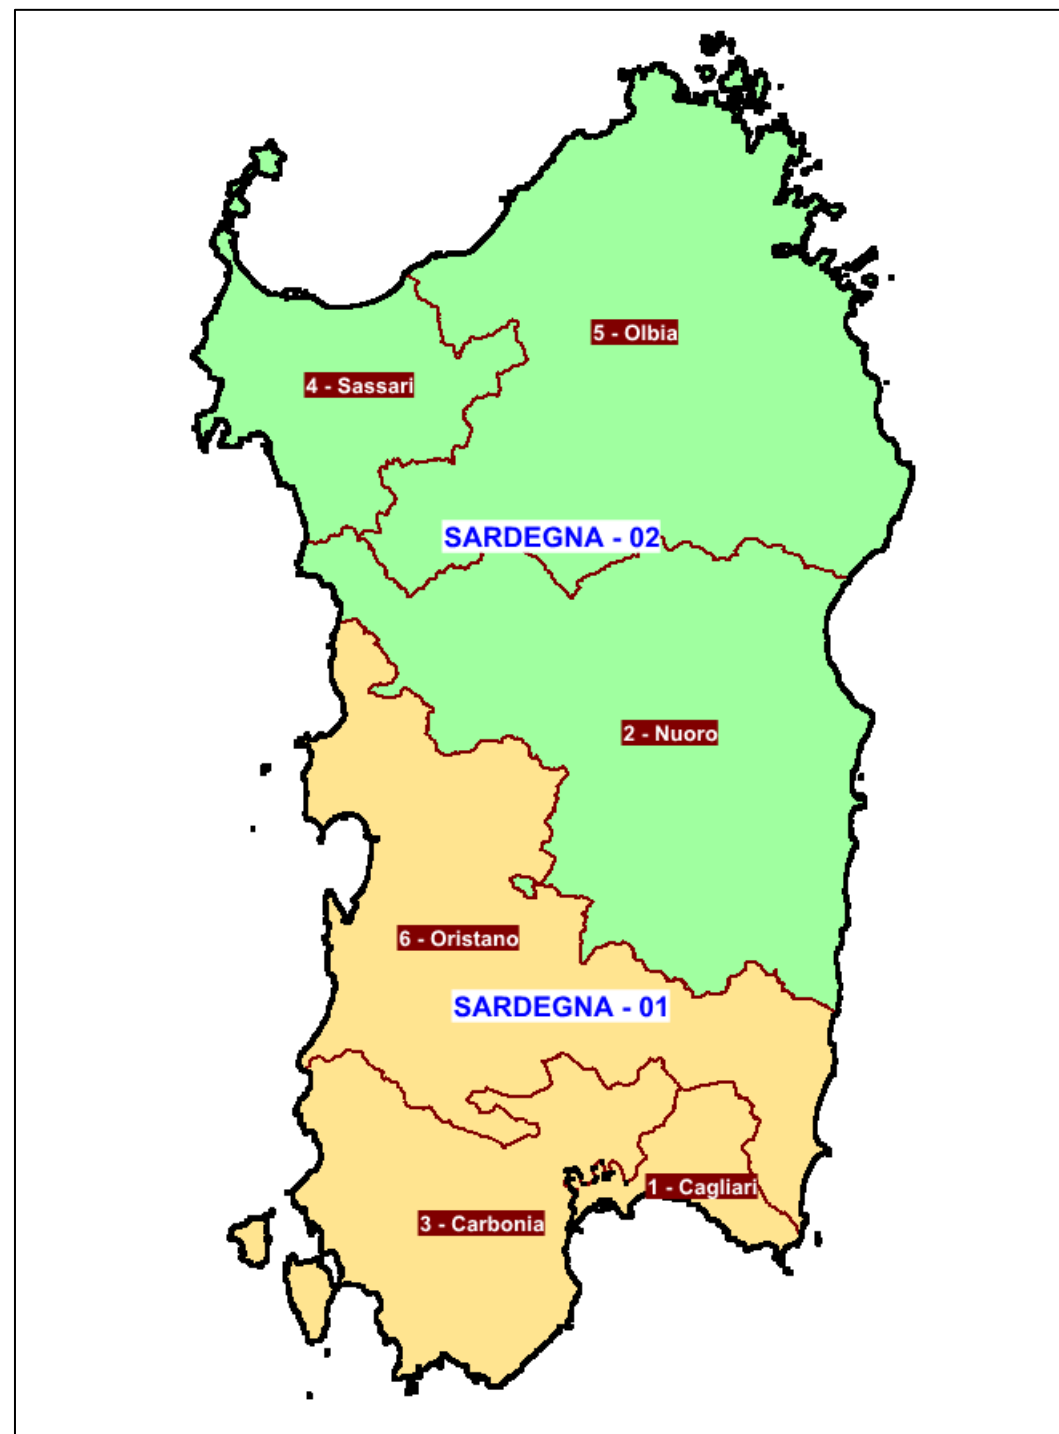 5 - Olbia
4 - Sassari
SARDEGNA - 02
2 - Nuoro
6 - Oristano
SARDEGNA - 01
1 - Cagliari
3 - Carbonia